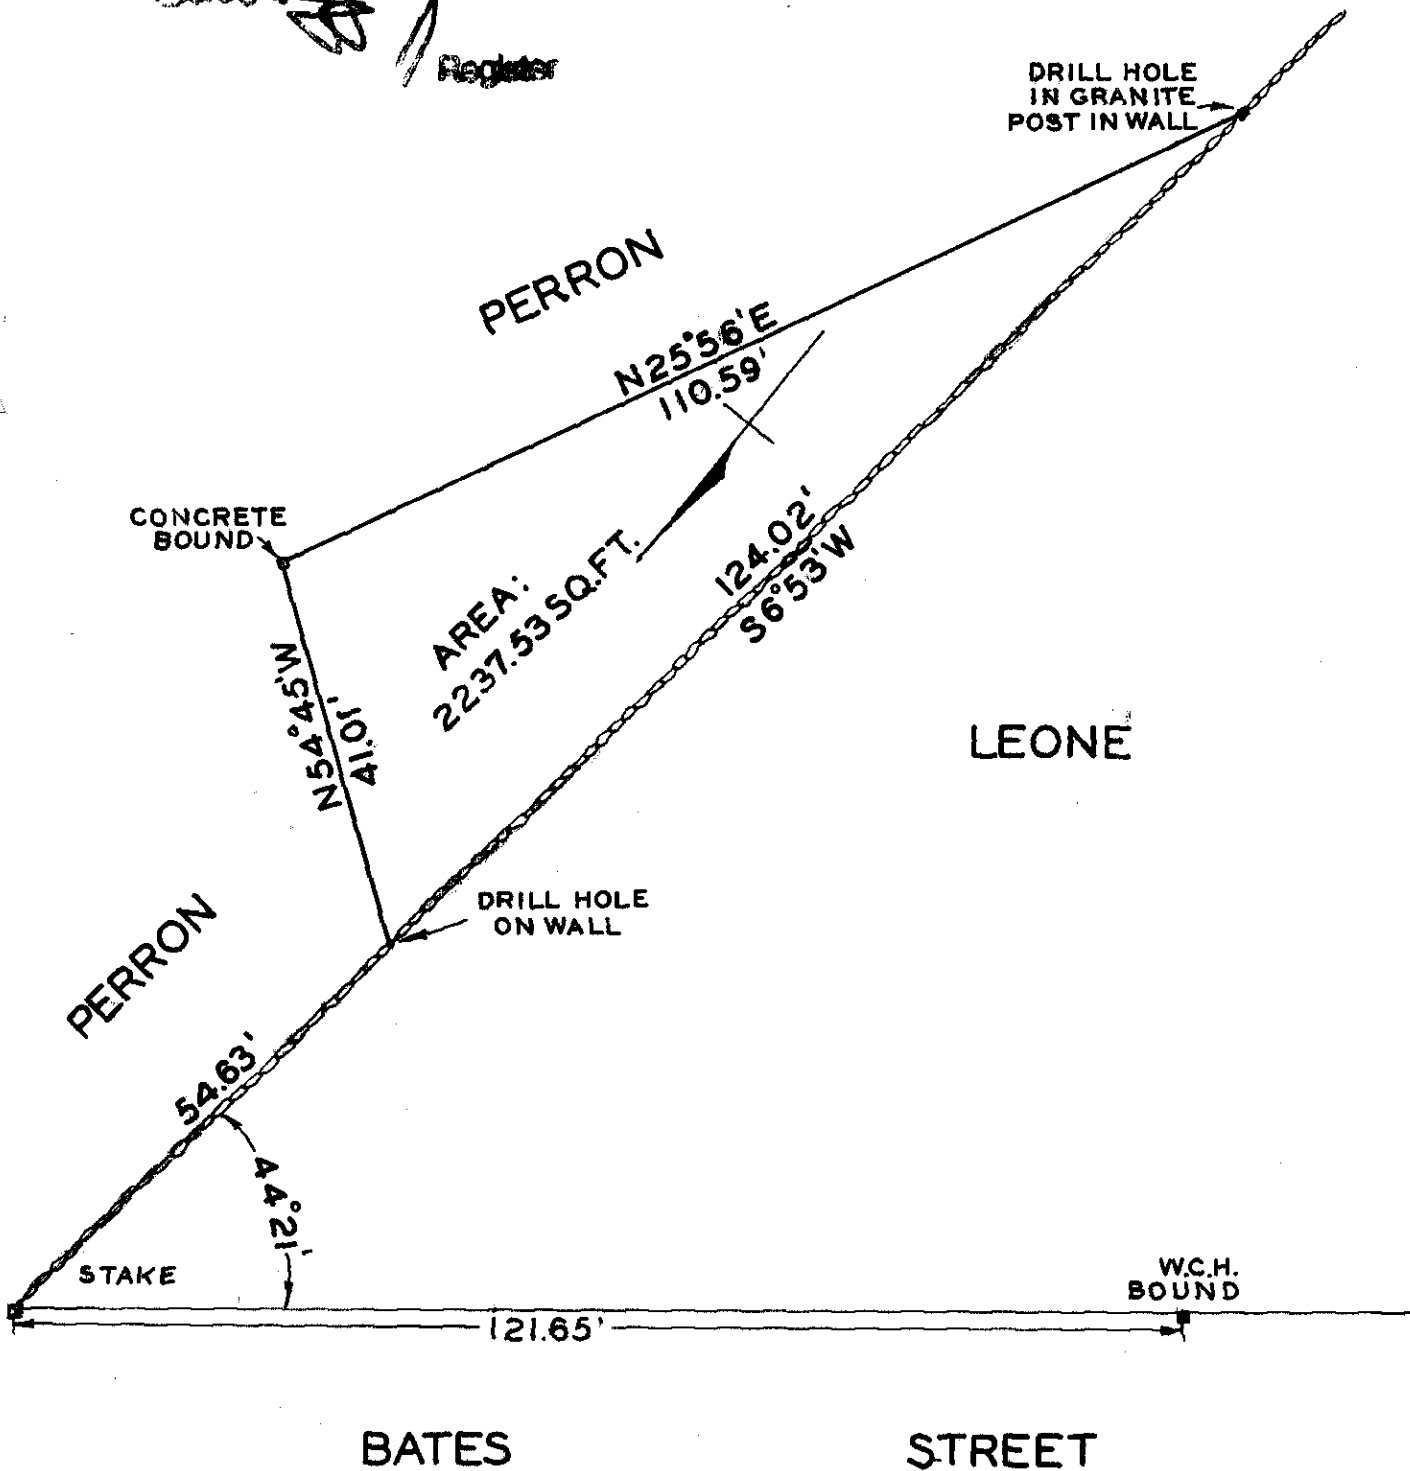 Register
DRILL HOLE
IN GRANITE
POST IN WALL
PERRON
N25°56'E
110.59'
CONCRETE
BOUND
AREA:
2237.53 SQ.FT.
124.02'
S6°53'W
N54°45'W
41.01'
LEONE
DRILL HOLE
ON WALL
PERRON
54.63'
44°21'
STAKE
W.C.H.
BOUND
121.65'
BATES STREET